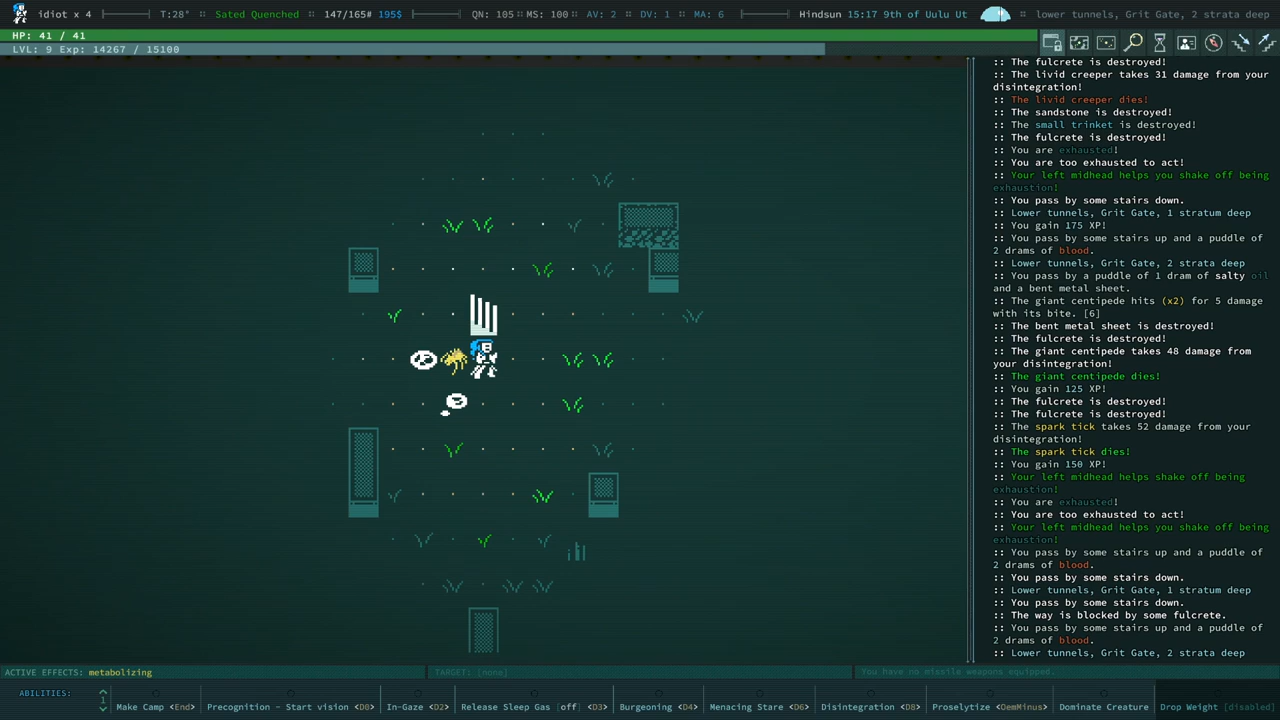 idiot x 4 T:28° :: Sated Quenched :: 147/165# 195$ QN: 105 :: MS: 100 :: AV: 2 :: DV: 1 :: MA: 6 Hindsun 15:17 9th of Uulu Ut :: lower tunnels, Grit Gate, 2 strata deep
HP: 41 / 41
LVL: 9 Exp: 14267 / 15100
:: The fulcrete is destroyed!
:: The livid creeper takes 31 damage from your
disintegration!
:: The livid creeper dies!
:: The sandstone is destroyed!
:: The small trinket is destroyed!
:: The fulcrete is destroyed!
:: You are exhausted!
:: You are too exhausted to act!
:: Your left midhead helps you shake off being
exhaustion!
:: You pass by some stairs down.
:: Lower tunnels, Grit Gate, 1 stratum deep
:: You gain 175 XP!
:: You pass by some stairs up and a puddle of
2 drams of blood.
:: Lower tunnels, Grit Gate, 2 strata deep
:: You pass by a puddle of 1 dram of salty oil
and a bent metal sheet.
:: The giant centipede hits (x2) for 5 damage
with its bite. [6]
:: The bent metal sheet is destroyed!
:: The fulcrete is destroyed!
:: The giant centipede takes 48 damage from
your disintegration!
:: The giant centipede dies!
:: You gain 125 XP!
:: The fulcrete is destroyed!
:: The fulcrete is destroyed!
:: The spark tick takes 52 damage from your
disintegration!
:: The spark tick dies!
:: You gain 150 XP!
:: Your left midhead helps you shake off being
exhaustion!
:: You are exhausted!
:: You are too exhausted to act!
:: Your left midhead helps you shake off being
exhaustion!
:: You pass by some stairs up and a puddle of
2 drams of blood.
:: You pass by some stairs down.
:: Lower tunnels, Grit Gate, 1 stratum deep
:: You pass by some stairs down.
:: The way is blocked by some fulcrete.
:: You pass by some stairs up and a puddle of
2 drams of blood.
:: Lower tunnels, Grit Gate, 2 strata deep
ACTIVE EFFECTS: metabolizing TARGET: [none] You have no missile weapons equipped.
ABILITIES: 1 Make Camp <End> Precognition - Start vision <D0> In-Gaze <D2> Release Sleep Gas [off] <D3> Burgeoning <D4> Menacing Stare <D6> Disintegration <D8> Proselytize <OemMinus> Dominate Creature Drop Weight [disabled]